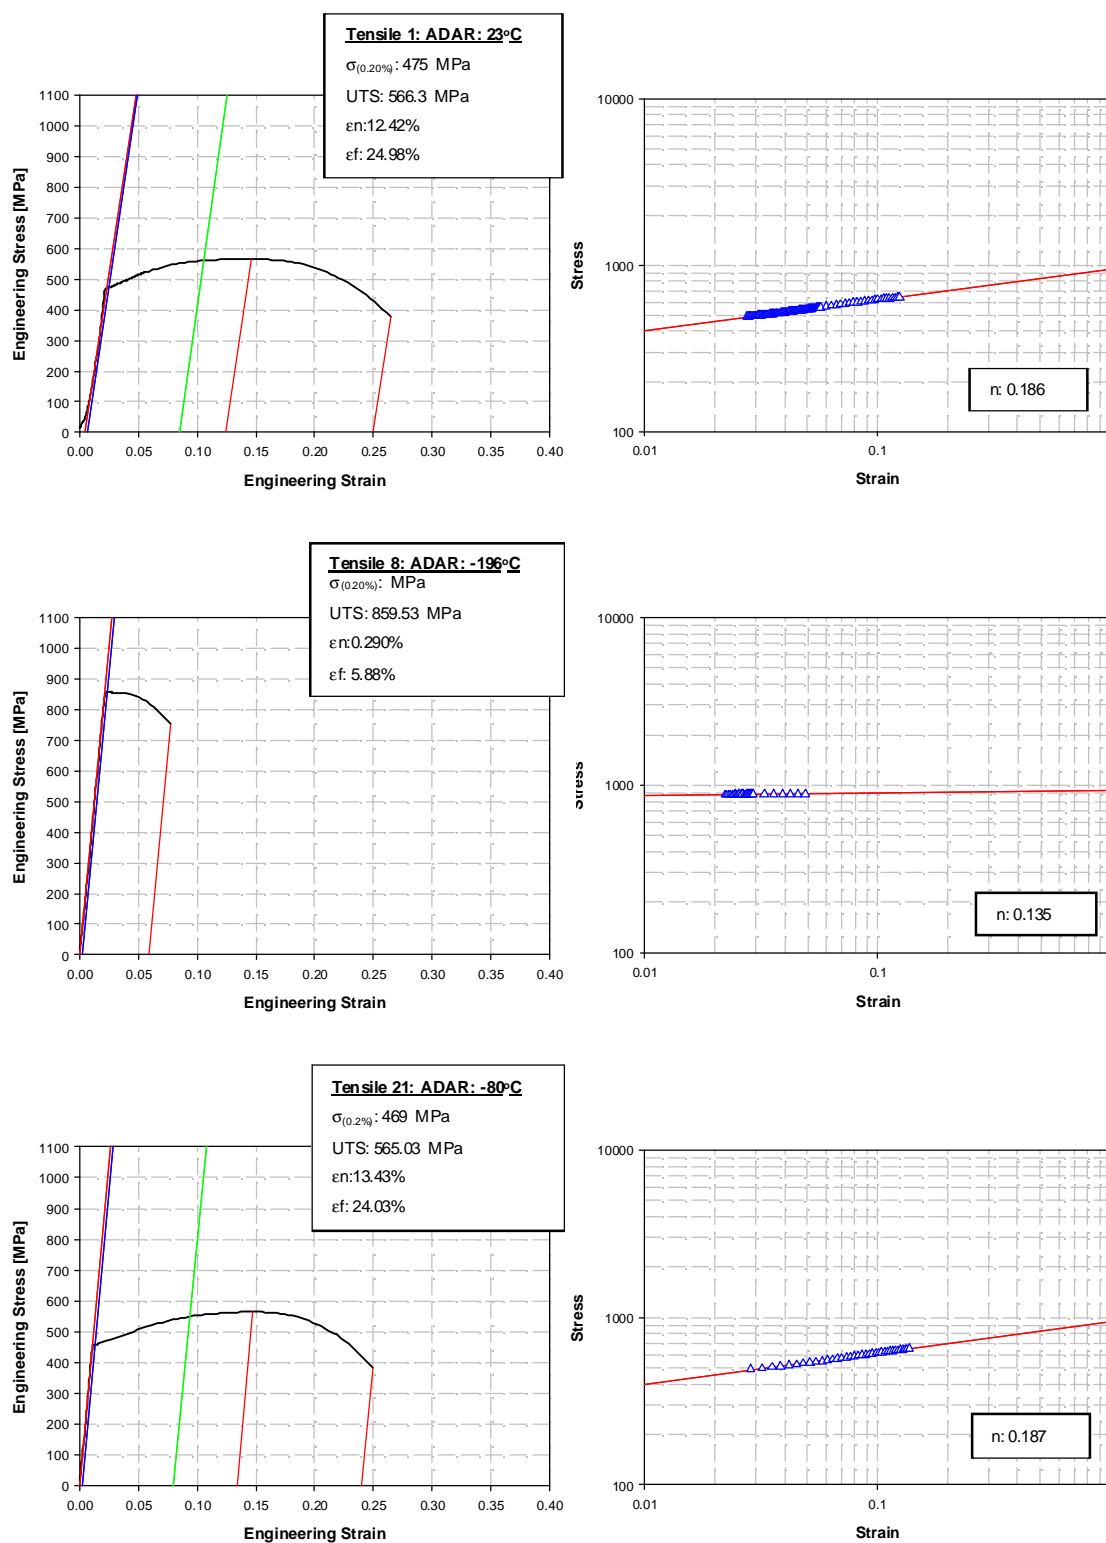 Tensile 1: ADAR: 23°C
σ(0.20%): 475 MPa
UTS: 566.3 MPa
εn:12.42%
εf: 24.98%
1100
1000
900
800
700
600
500
400
300
200
100
0
Engineering Stress [MPa]
0.00 0.05 0.10 0.15 0.20 0.25 0.30 0.35 0.40
Engineering Strain
10000
1000
100
Stress
n: 0.186
0.01 0.1
Strain
Tensile 8: ADAR: -196°C
σ(0.20%): MPa
UTS: 859.53 MPa
εn:0.290%
εf: 5.88%
1100
1000
900
800
700
600
500
400
300
200
100
0
Engineering Stress [MPa]
0.00 0.05 0.10 0.15 0.20 0.25 0.30 0.35 0.40
Engineering Strain
10000
1000
100
Stress
n: 0.135
0.01 0.1
Strain
Tensile 21: ADAR: -80°C
σ(0.2%): 469 MPa
UTS: 565.03 MPa
εn:13.43%
εf: 24.03%
1100
1000
900
800
700
600
500
400
300
200
100
0
Engineering Stress [MPa]
0.00 0.05 0.10 0.15 0.20 0.25 0.30 0.35 0.40
Engineering Strain
10000
1000
100
Stress
n: 0.187
0.01 0.1
Strain